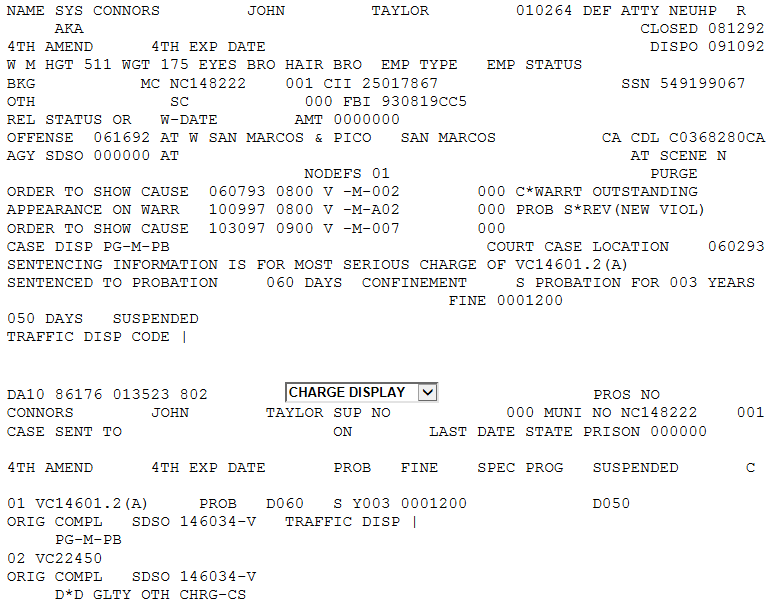 NAME SYS CONNORS JOHN TAYLOR 010264 DEF ATTY NEUHP R
AKA CLOSED 081292
4TH AMEND 4TH EXP DATE DISPO 091092
W M HGT 511 WGT 175 EYES BRO HAIR BRO EMP TYPE EMP STATUS
BKG MC NC148222 001 CII 25017867 SSN 549199067
OTH SC 000 FBI 930819CC5
REL STATUS OR W-DATE AMT 0000000
OFFENSE 061692 AT W SAN MARCOS & PICO SAN MARCOS CA CDL C0368280CA
AGY SDSO 000000 AT AT SCENE N
NODEFS 01 PURGE
ORDER TO SHOW CAUSE 060793 0800 V -M-002 000 C*WARRT OUTSTANDING
APPEARANCE ON WARR 100997 0800 V -M-A02 000 PROB S*REV(NEW VIOL)
ORDER TO SHOW CAUSE 103097 0900 V -M-007 000
CASE DISP PG-M-PB COURT CASE LOCATION 060293
SENTENCING INFORMATION IS FOR MOST SERIOUS CHARGE OF VC14601.2(A)
SENTENCED TO PROBATION 060 DAYS CONFINEMENT S PROBATION FOR 003 YEARS
FINE 0001200
050 DAYS SUSPENDED
TRAFFIC DISP CODE |
DA10 86176 013523 802 CHARGE DISPLAY PROS NO
CONNORS JOHN TAYLOR SUP NO 000 MUNI NO NC148222 001
CASE SENT TO ON LAST DATE STATE PRISON 000000
4TH AMEND 4TH EXP DATE PROB FINE SPEC PROG SUSPENDED C
01 VC14601.2(A) PROB D060 S Y003 0001200 D050
ORIG COMPL SDSO 146034-V TRAFFIC DISP |
PG-M-PB
02 VC22450
ORIG COMPL SDSO 146034-V
D*D GLTY OTH CHRG-CS